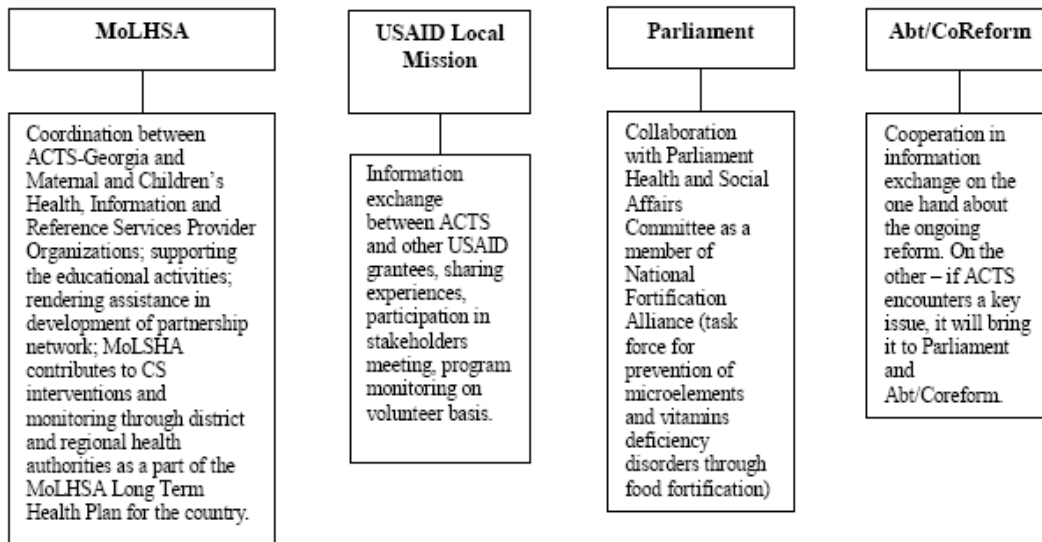 MoLHSA
Coordination between
ACTS-Georgia and
Maternal and Children's
Health, Information and
Reference Services Provider
Organizations; supporting
the educational activities;
rendering assistance in
development of partnership
network; MoLSHA
contributes to CS
interventions and
monitoring through district
and regional health
authorities as a part of the
MoLHSA Long Term
Health Plan for the country.
USAID Local
Mission
Information
exchange
between ACTS
and other USAID
grantees, sharing
experiences,
participation in
stakeholders
meeting, program
monitoring on
volunteer basis.
Parliament
Collaboration
with Parliament
Health and Social
Affairs
Committee as a
member of
National
Fortification
Alliance (task
force for
prevention of
microelements
and vitamins
deficiency
disorders through
food fortification)
Abt/CoReform
Cooperation in
information
exchange on the
one hand about
the ongoing
reform. On the
other – if ACTS
encounters a key
issue, it will bring
it to Parliament
and
Abt/Coreform.